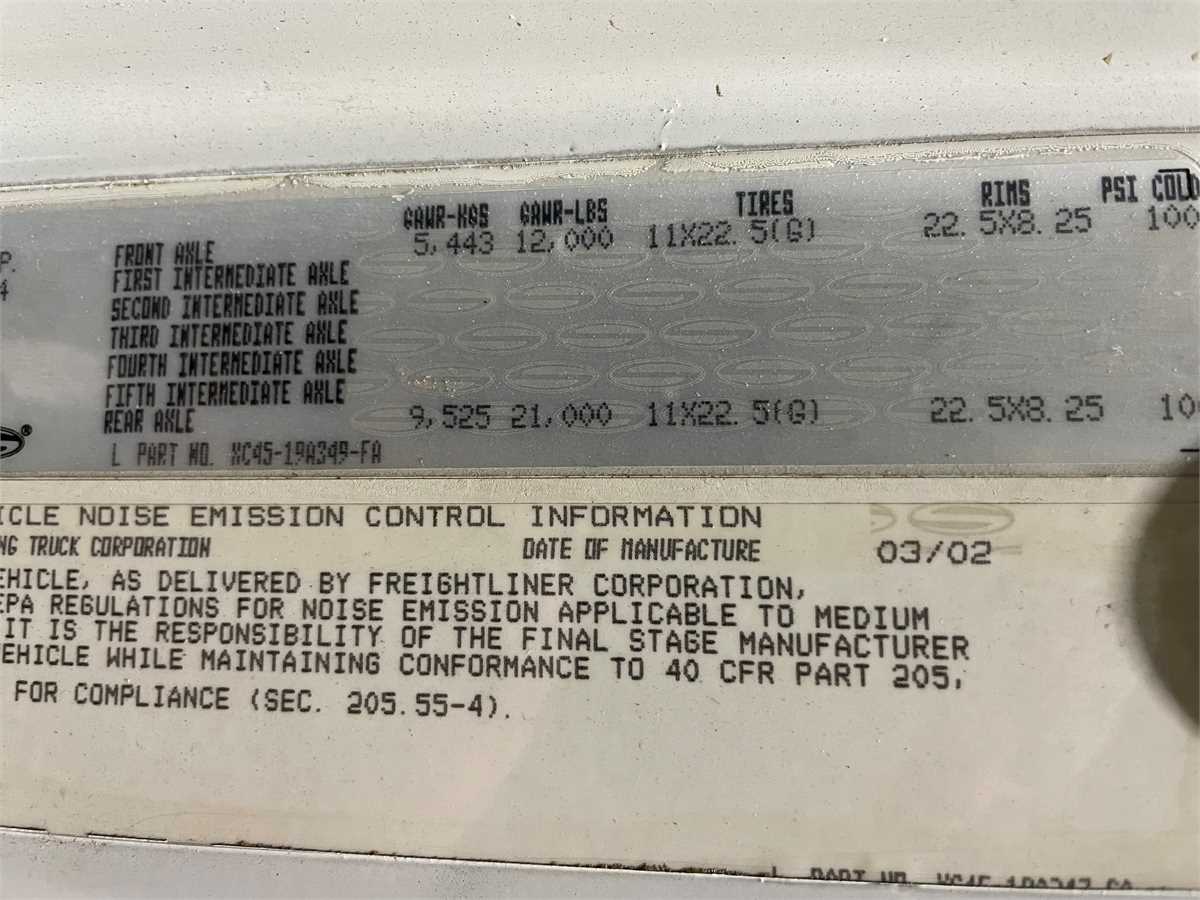 GAWR-KGS GAWR-LBS TIRES RIMS PSI COLD
P. FRONT AXLE 5,443 12,000 11X22.5(G) 22.5X8.25 100
4 FIRST INTERMEDIATE AXLE
SECOND INTERMEDIATE AXLE
THIRD INTERMEDIATE AXLE
FOURTH INTERMEDIATE AXLE
FIFTH INTERMEDIATE AXLE
REAR AXLE 9,525 21,000 11X22.5(G) 22.5X8.25 10
® L PART NO. XC45-19A349-FA
ICLE NOISE EMISSION CONTROL INFORMATION
NG TRUCK CORPORATION DATE OF MANUFACTURE 03/02
EHICLE, AS DELIVERED BY FREIGHTLINER CORPORATION,
EPA REGULATIONS FOR NOISE EMISSION APPLICABLE TO MEDIUM
IT IS THE RESPONSIBILITY OF THE FINAL STAGE MANUFACTURER
EHICLE WHILE MAINTAINING CONFORMANCE TO 40 CFR PART 205,
FOR COMPLIANCE (SEC. 205.55-4).
L PART NO.